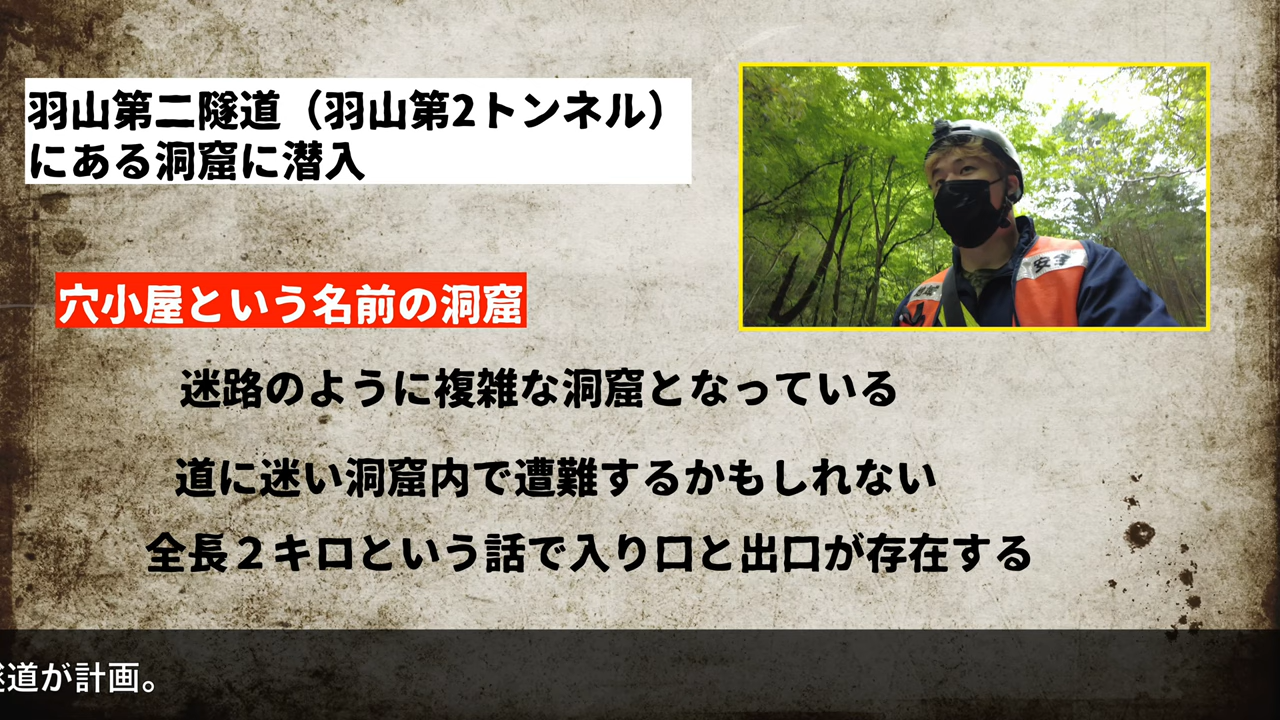 羽山第二隧道（羽山第2トンネル）
にある洞窟に潜入
穴小屋という名前の洞窟
迷路のように複雑な洞窟となっている
道に迷い洞窟内で遭難するかもしれない
全長２キロという話で入り口と出口が存在する
道が計画。
安全